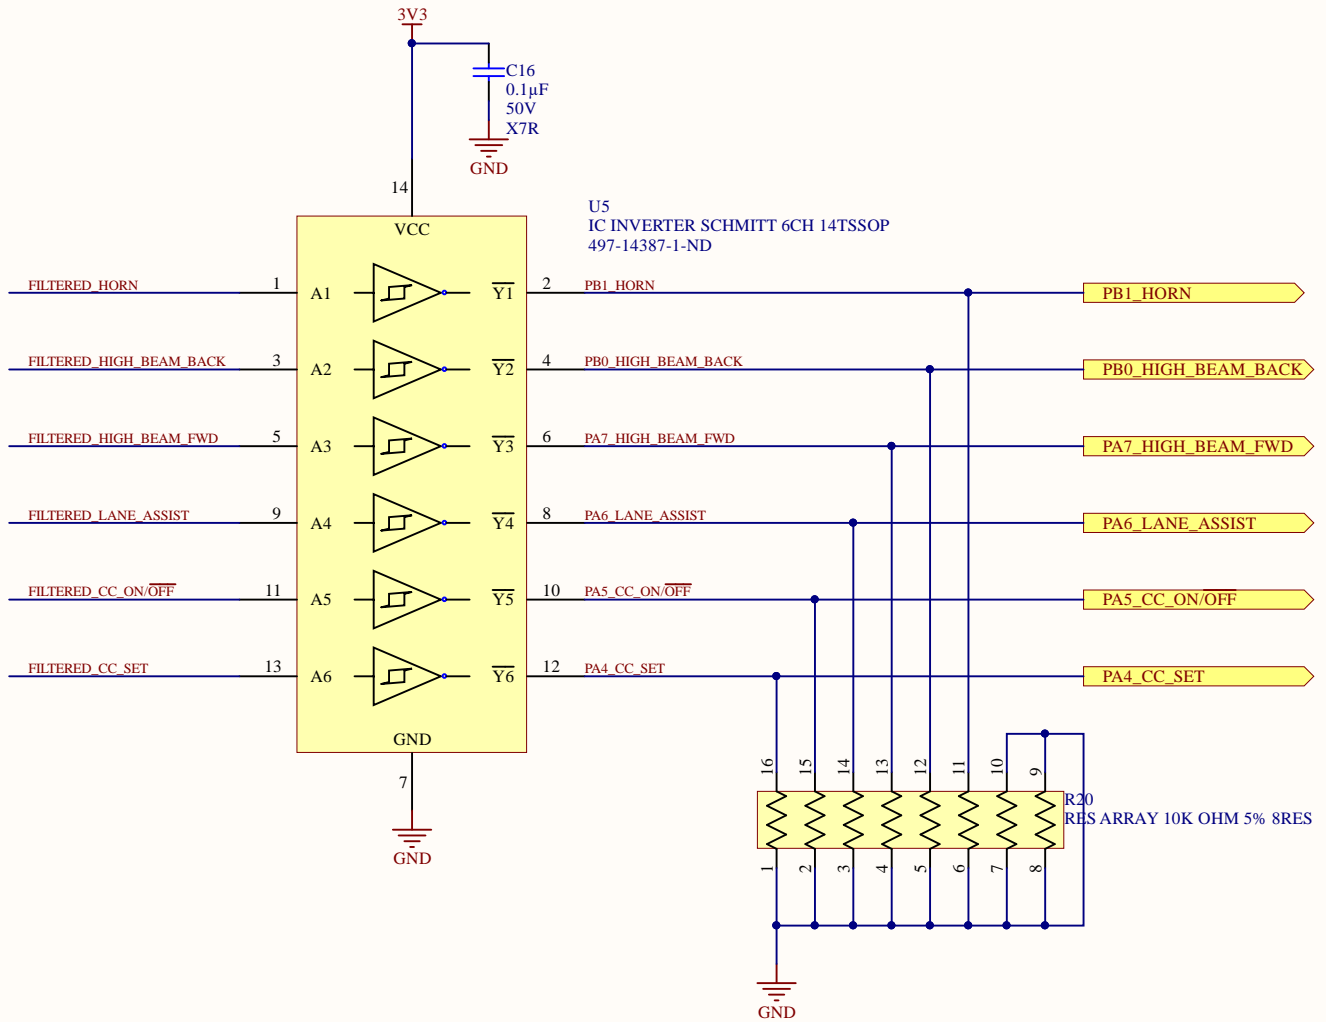 3V3
C16
0.1µF
50V
X7R
GND
14
VCC
U5
IC INVERTER SCHMITT 6CH 14TSSOP
497-14387-1-ND
FILTERED_HORN 1 A1 Y1 2 PB1_HORN PB1_HORN
FILTERED_HIGH_BEAM_BACK 3 A2 Y2 4 PB0_HIGH_BEAM_BACK PB0_HIGH_BEAM_BACK
FILTERED_HIGH_BEAM_FWD 5 A3 Y3 6 PA7_HIGH_BEAM_FWD PA7_HIGH_BEAM_FWD
FILTERED_LANE_ASSIST 9 A4 Y4 8 PA6_LANE_ASSIST PA6_LANE_ASSIST
FILTERED_CC_ON/OFF 11 A5 Y5 10 PA5_CC_ON/OFF PA5_CC_ON/OFF
FILTERED_CC_SET 13 A6 Y6 12 PA4_CC_SET PA4_CC_SET
GND
7
GND
16 15 14 13 12 11 10 9
R20
RES ARRAY 10K OHM 5% 8RES
1 2 3 4 5 6 7 8
GND